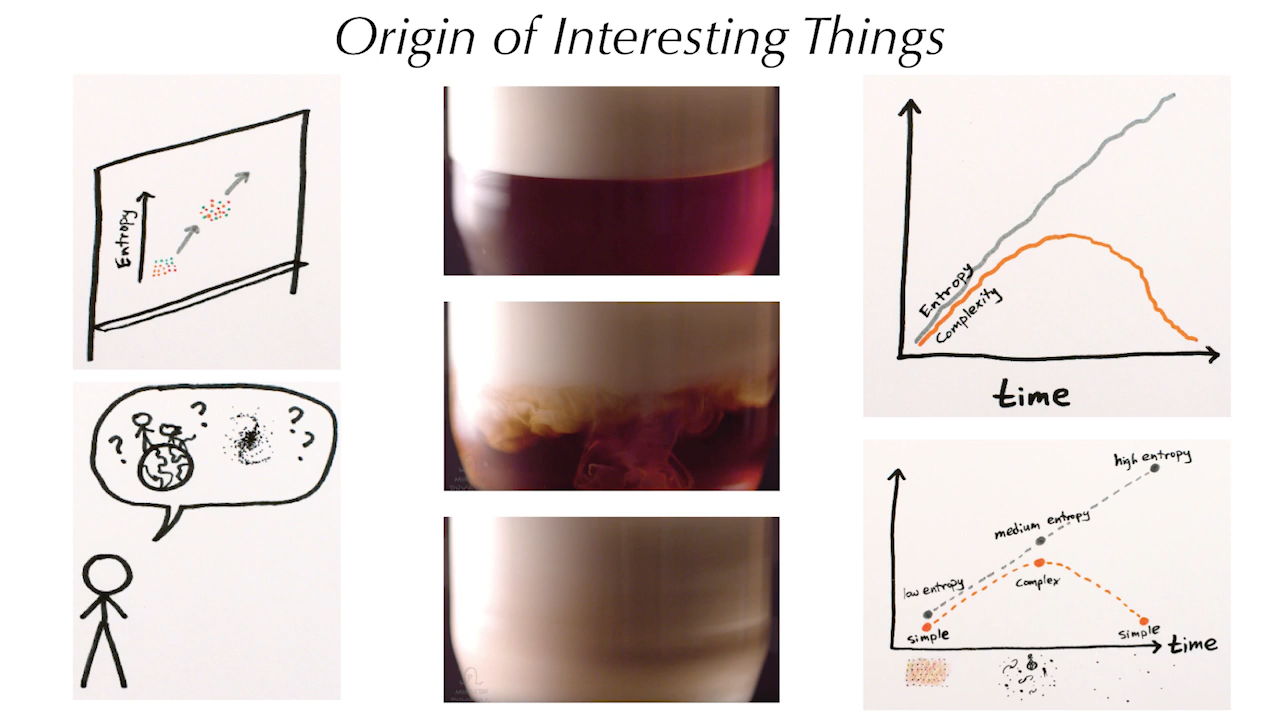 Origin of Interesting Things
Entropy
? ? ? ?
Entropy
Complexity
time
high entropy
medium entropy
low entropy
complex
simple
simple
time